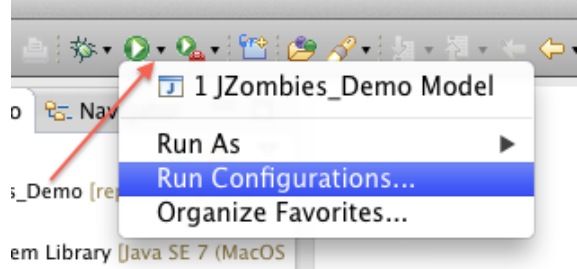 1 JZombies_Demo Model
o Nav
Run As
s_Demo [rep
Run Configurations...
Organize Favorites...
em Library [Java SE 7 (MacOS